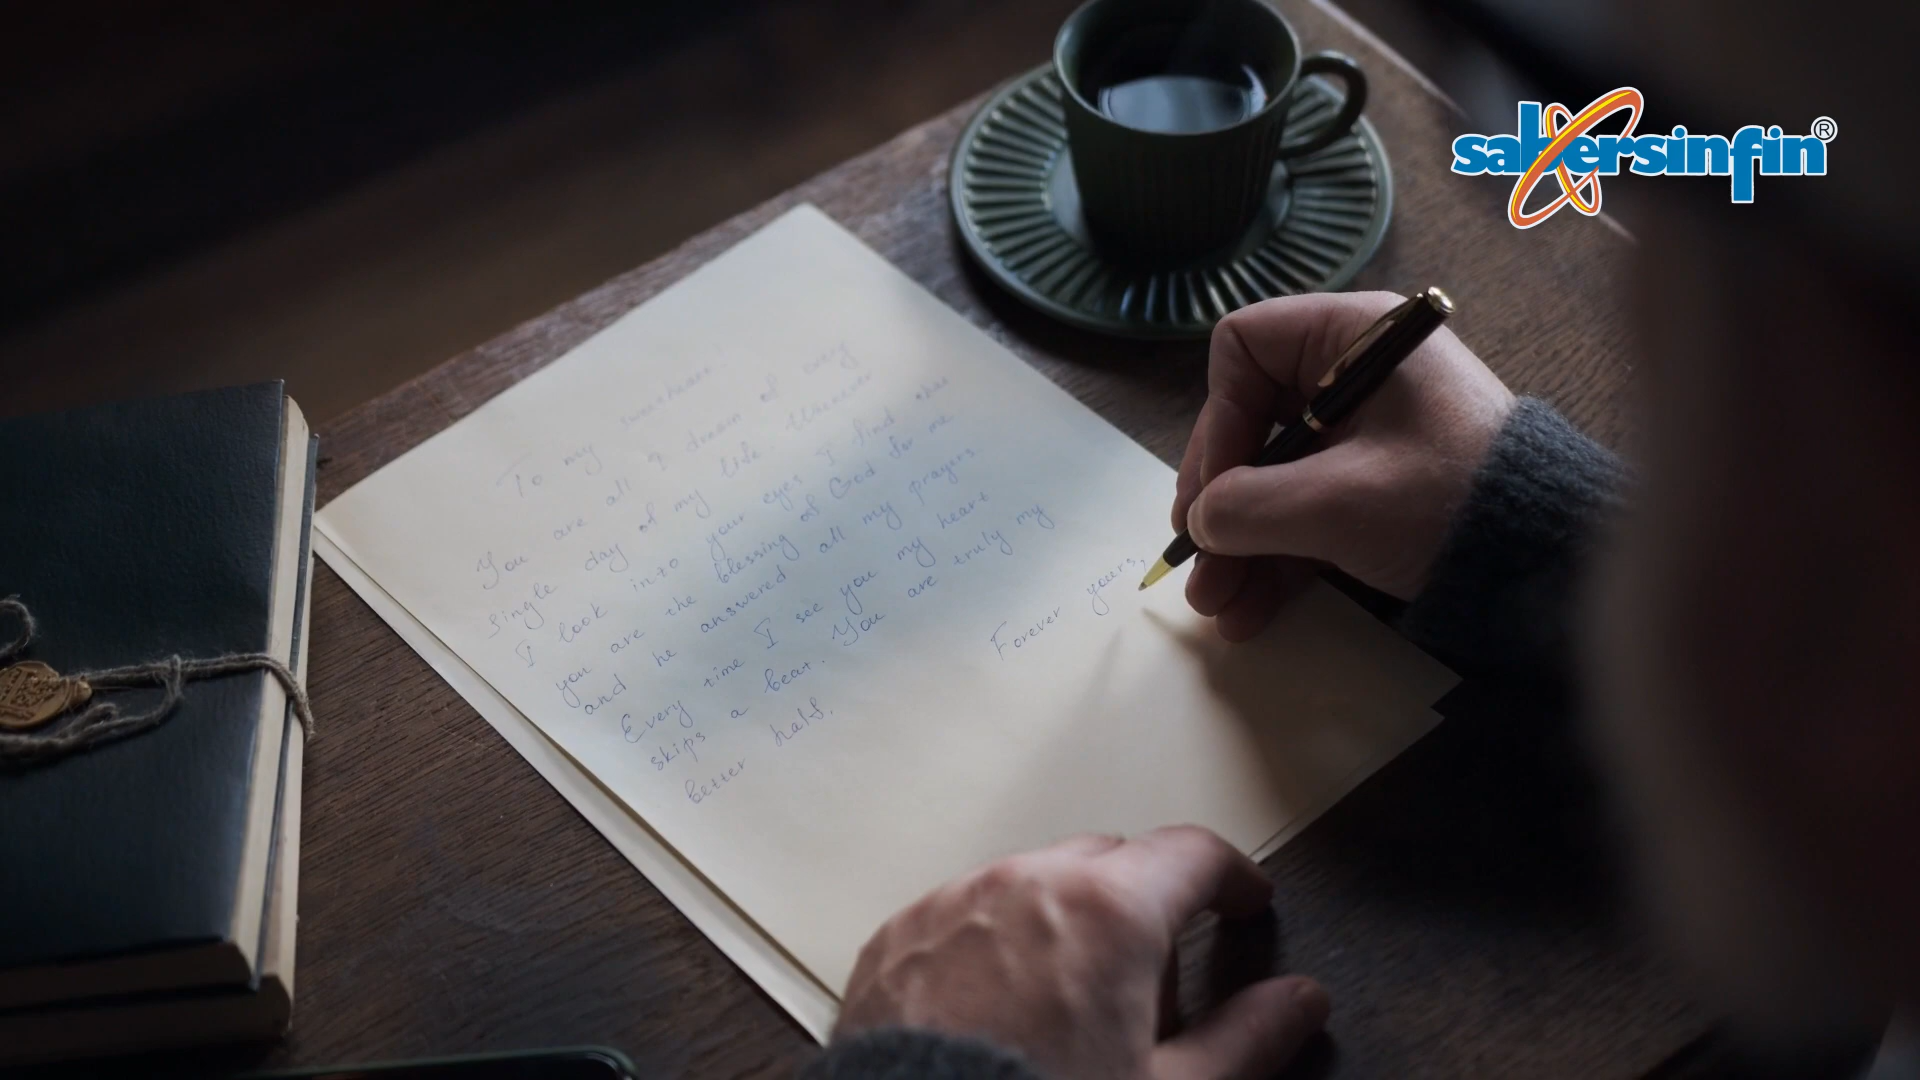 To my sweetheart
You are all a dream of every
single day of my life. Whenever
I look into your eyes I find that
you are the blessing of God for me
and he answered all my prayers.
Every time I see you my heart
skips a beat. You are truly my
better half.
Forever yours,
sabersinfin®